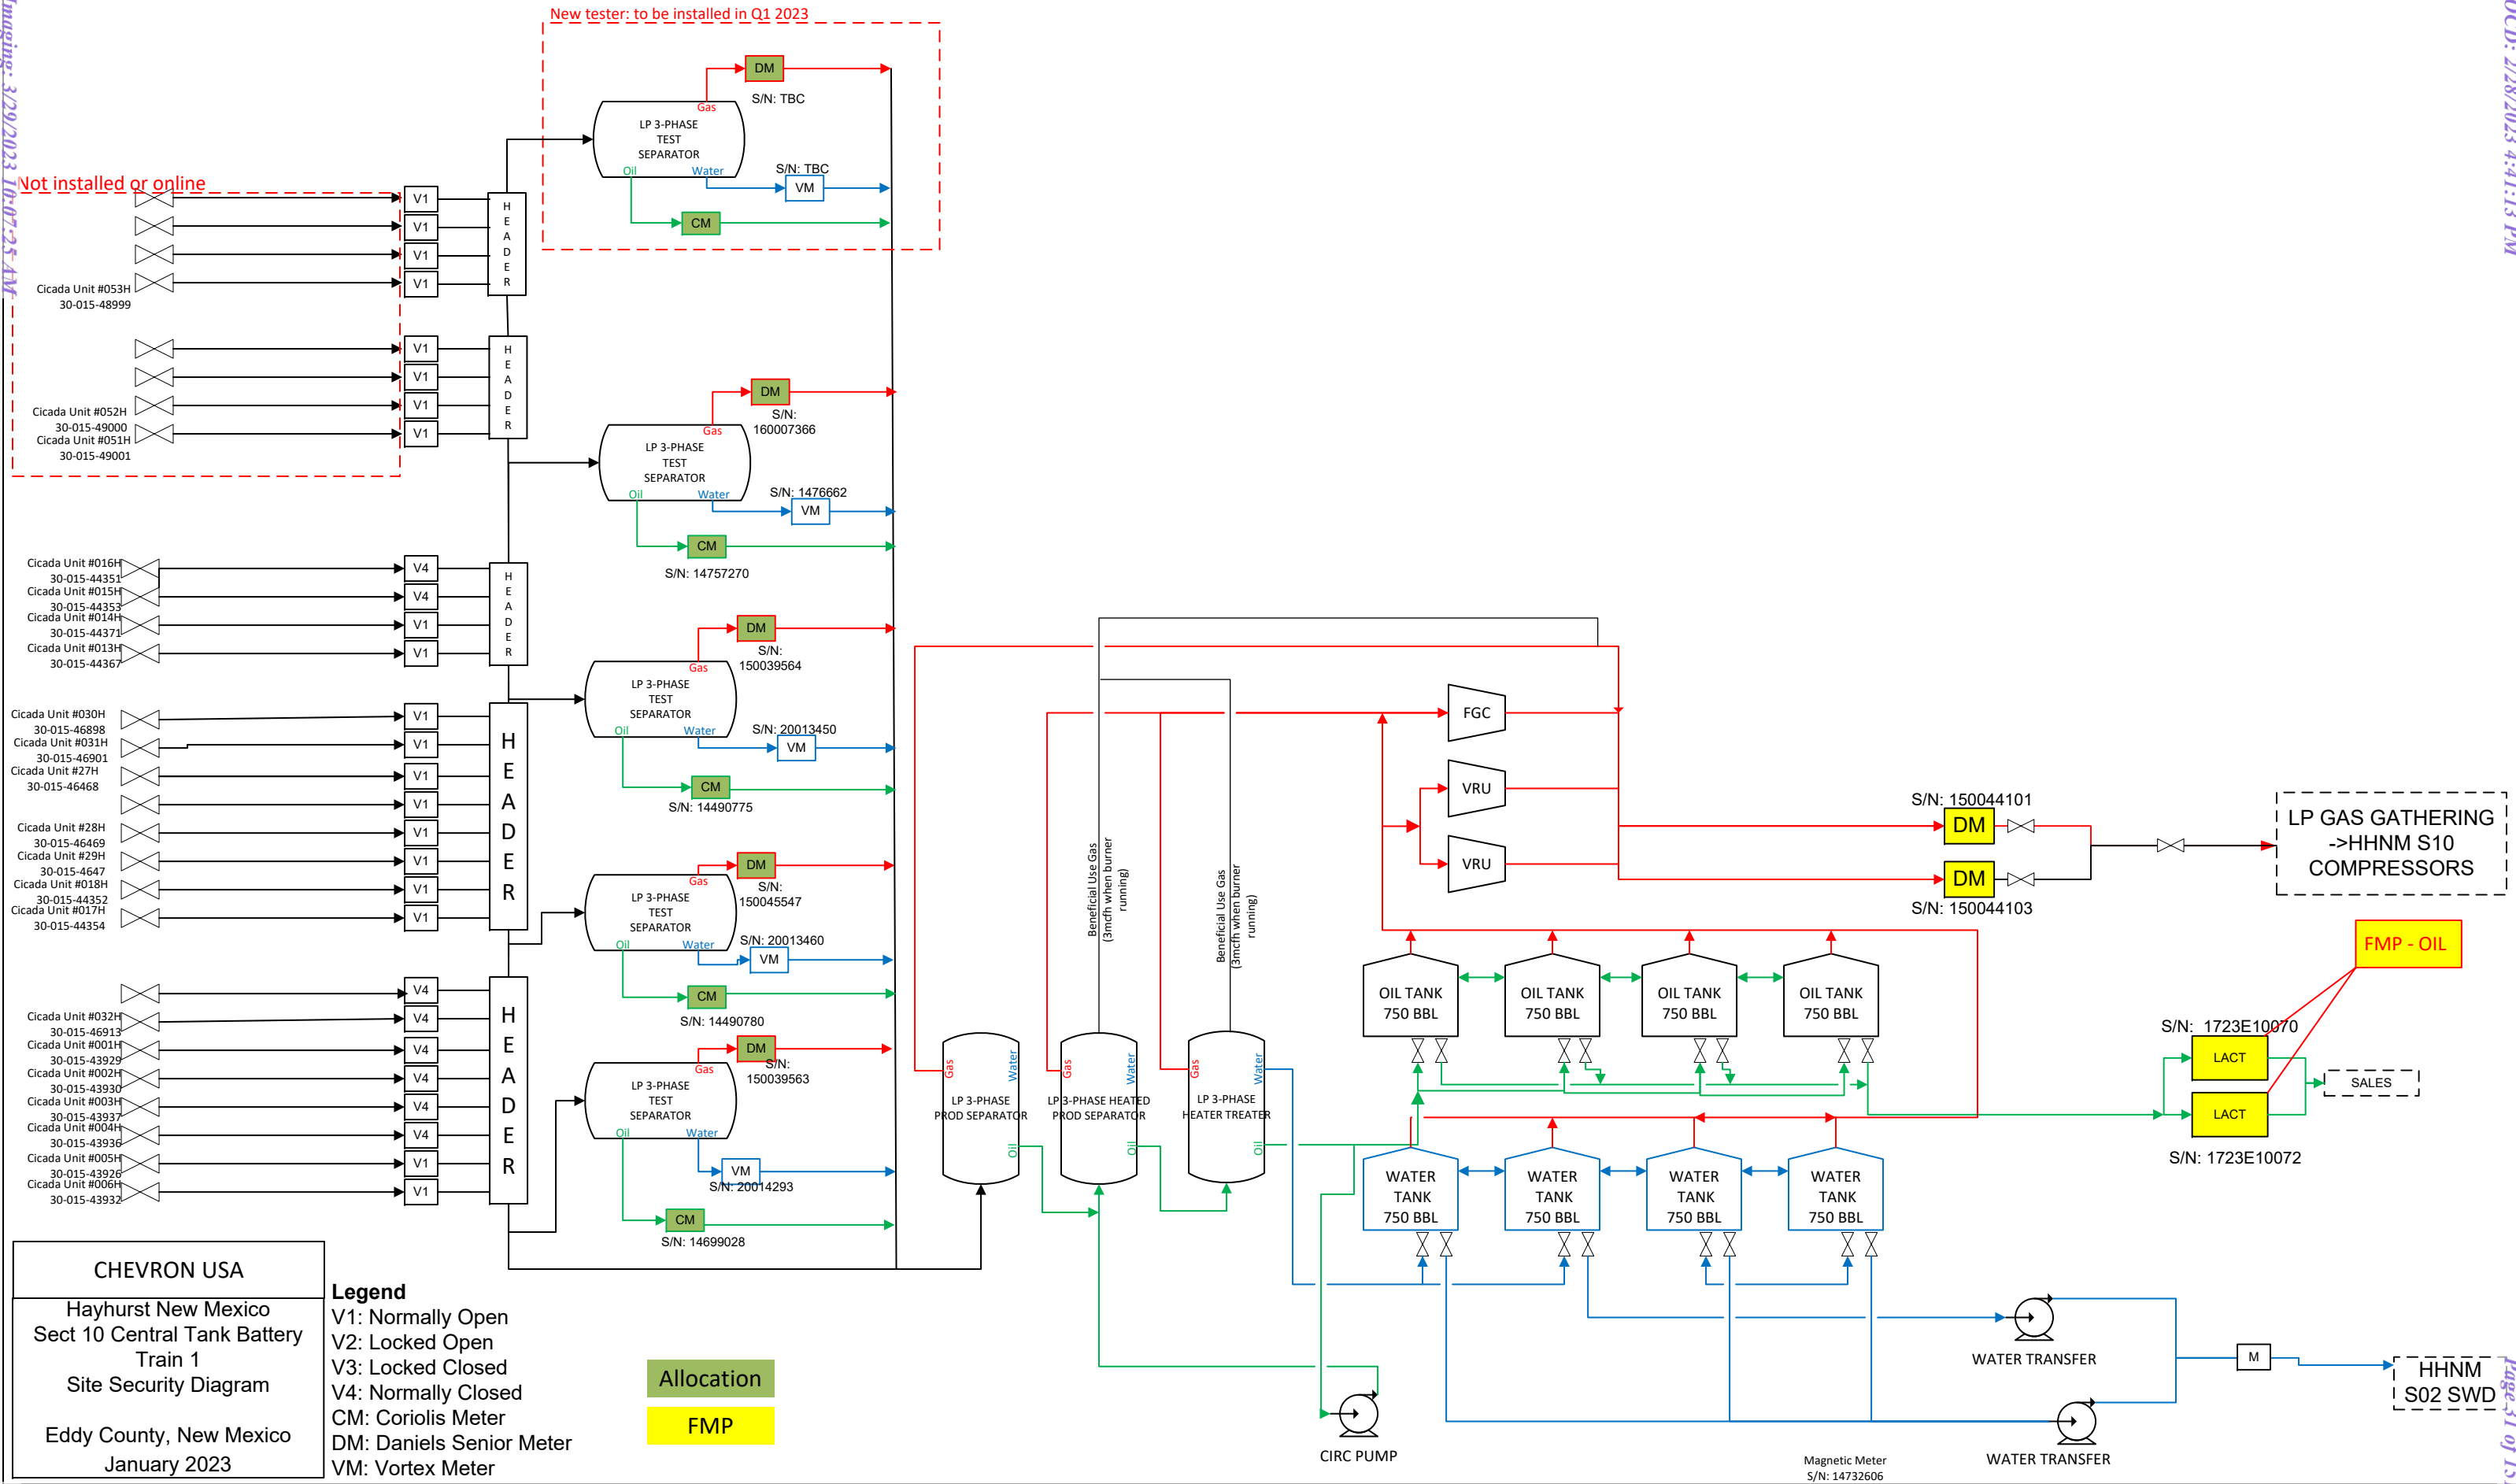 New tester: to be installed in Q1 2023
OCD: 2/28/2023 4:41:13 PM
Imaging: 3/29/2023 10:07:25 AM
DM
S/N: TBC
Gas
LP 3-PHASE
TEST
SEPARATOR
Oil
Water
S/N: TBC
VM
CM
Not installed or online
V1
V1
V1
V1
HEADER
Cicada Unit #053H
30-015-48999
V1
V1
V1
V1
HEADER
Cicada Unit #052H
30-015-49000
Cicada Unit #051H
30-015-49001
DM
S/N:
160007366
Gas
LP 3-PHASE
TEST
SEPARATOR
Oil
Water
S/N: 1476662
VM
CM
S/N: 14757270
Cicada Unit #016H
30-015-44351
Cicada Unit #015H
30-015-44353
Cicada Unit #014H
30-015-44371
Cicada Unit #013H
30-015-44367
V4
V4
V1
V1
HEADER
DM
S/N:
150039564
Gas
LP 3-PHASE
TEST
SEPARATOR
Oil
Water
S/N: 20013450
VM
CM
S/N: 14490775
Cicada Unit #030H
30-015-46898
Cicada Unit #031H
30-015-46901
Cicada Unit #27H
30-015-46468
Cicada Unit #28H
30-015-46469
Cicada Unit #29H
30-015-4647
Cicada Unit #018H
30-015-44352
Cicada Unit #017H
30-015-44354
V1
V1
V1
V1
V1
V1
V1
V1
HEADER
DM
S/N:
150045547
Gas
LP 3-PHASE
TEST
SEPARATOR
Oil
Water
S/N: 20013460
VM
CM
S/N: 14490780
Cicada Unit #032H
30-015-46913
Cicada Unit #001H
30-015-43929
Cicada Unit #002H
30-015-43930
Cicada Unit #003H
30-015-43937
Cicada Unit #004H
30-015-43936
Cicada Unit #005H
30-015-43926
Cicada Unit #006H
30-015-43932
V4
V4
V4
V4
V4
V4
V1
V1
HEADER
DM
S/N:
150039563
Gas
LP 3-PHASE
TEST
SEPARATOR
Oil
Water
VM
S/N: 20014293
CM
S/N: 14699028
Gas
Water
LP 3-PHASE
PROD SEPARATOR
Oil
Beneficial Use Gas
(3mcfh when burner
running)
Gas
Water
LP 3-PHASE HEATED
PROD SEPARATOR
Oil
Beneficial Use Gas
(3mcfh when burner
running)
Gas
Water
LP 3-PHASE
HEATER TREATER
Oil
FGC
VRU
VRU
S/N: 150044101
DM
DM
S/N: 150044103
LP GAS GATHERING
->HHNM S10
COMPRESSORS
FMP - OIL
OIL TANK
750 BBL
OIL TANK
750 BBL
OIL TANK
750 BBL
OIL TANK
750 BBL
S/N: 1723E10070
LACT
LACT
S/N: 1723E10072
SALES
WATER
TANK
750 BBL
WATER
TANK
750 BBL
WATER
TANK
750 BBL
WATER
TANK
750 BBL
CIRC PUMP
WATER TRANSFER
WATER TRANSFER
M
HHNM
S02 SWD
Magnetic Meter
S/N: 14732606
CHEVRON USA
Hayhurst New Mexico
Sect 10 Central Tank Battery
Train 1
Site Security Diagram
Eddy County, New Mexico
January 2023
Legend
V1: Normally Open
V2: Locked Open
V3: Locked Closed
V4: Normally Closed
CM: Coriolis Meter
DM: Daniels Senior Meter
VM: Vortex Meter
Allocation
FMP
Page 31 of